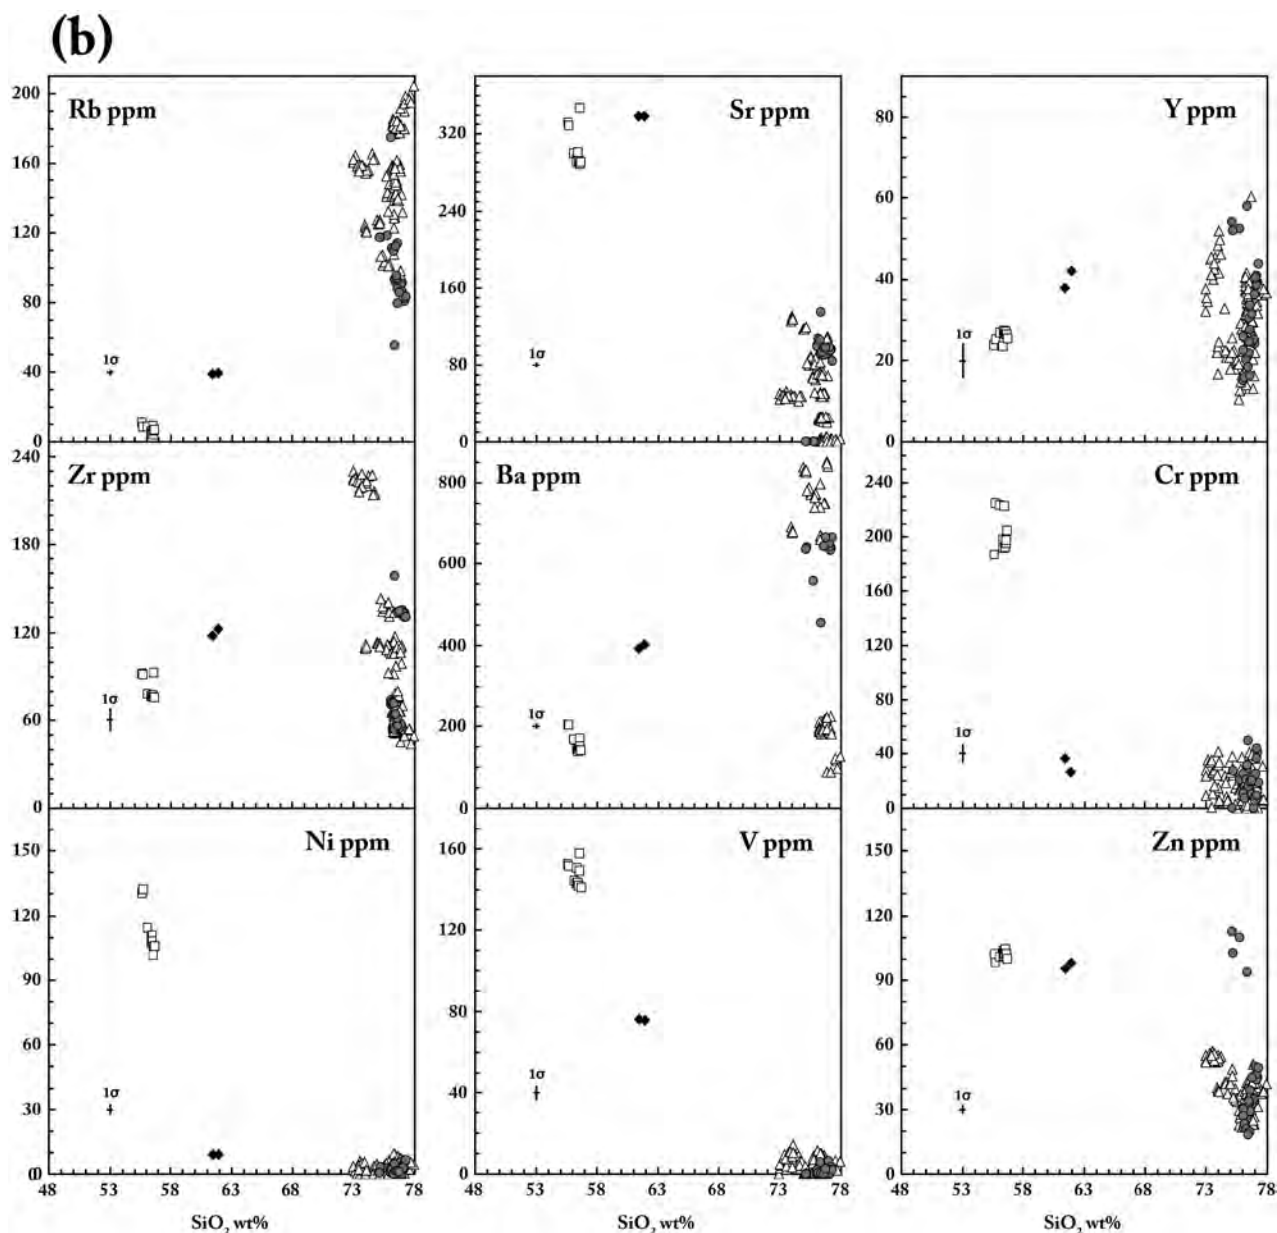 (b)
Rb ppm
200
160
120
80
40
0
1σ
Sr ppm
320
240
160
80
0
1σ
Y ppm
80
60
40
20
0
1σ
Zr ppm
240
180
120
60
0
1σ
Ba ppm
800
600
400
200
0
1σ
Cr ppm
240
200
160
120
80
40
0
1σ
Ni ppm
150
120
90
60
30
0
1σ
48 53 58 63 68 73 78
SiO₂ wt%
V ppm
160
120
80
40
0
1σ
48 53 58 63 68 73 78
SiO₂ wt%
Zn ppm
150
120
90
60
30
0
1σ
48 53 58 63 68 73 78
SiO₂ wt%